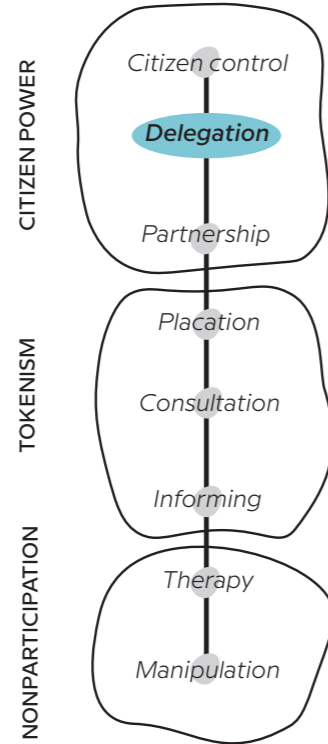 CITIZEN POWER
Citizen control
Delegation
Partnership
TOKENISM
Placation
Consultation
Informing
NONPARTICIPATION
Therapy
Manipulation